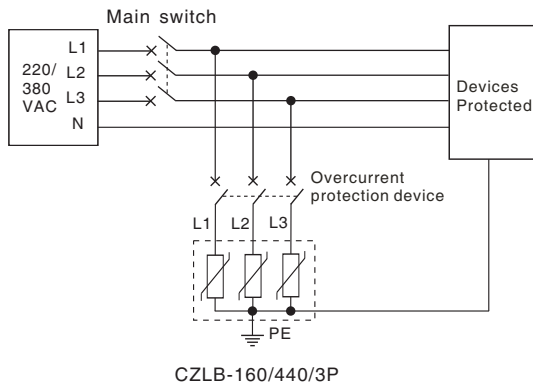 Main switch
L1
220/
380
VAC
L2
L3
N
Devices
Protected
Overcurrent
protection device
L1
L2
L3
PE
CZLB-160/440/3P